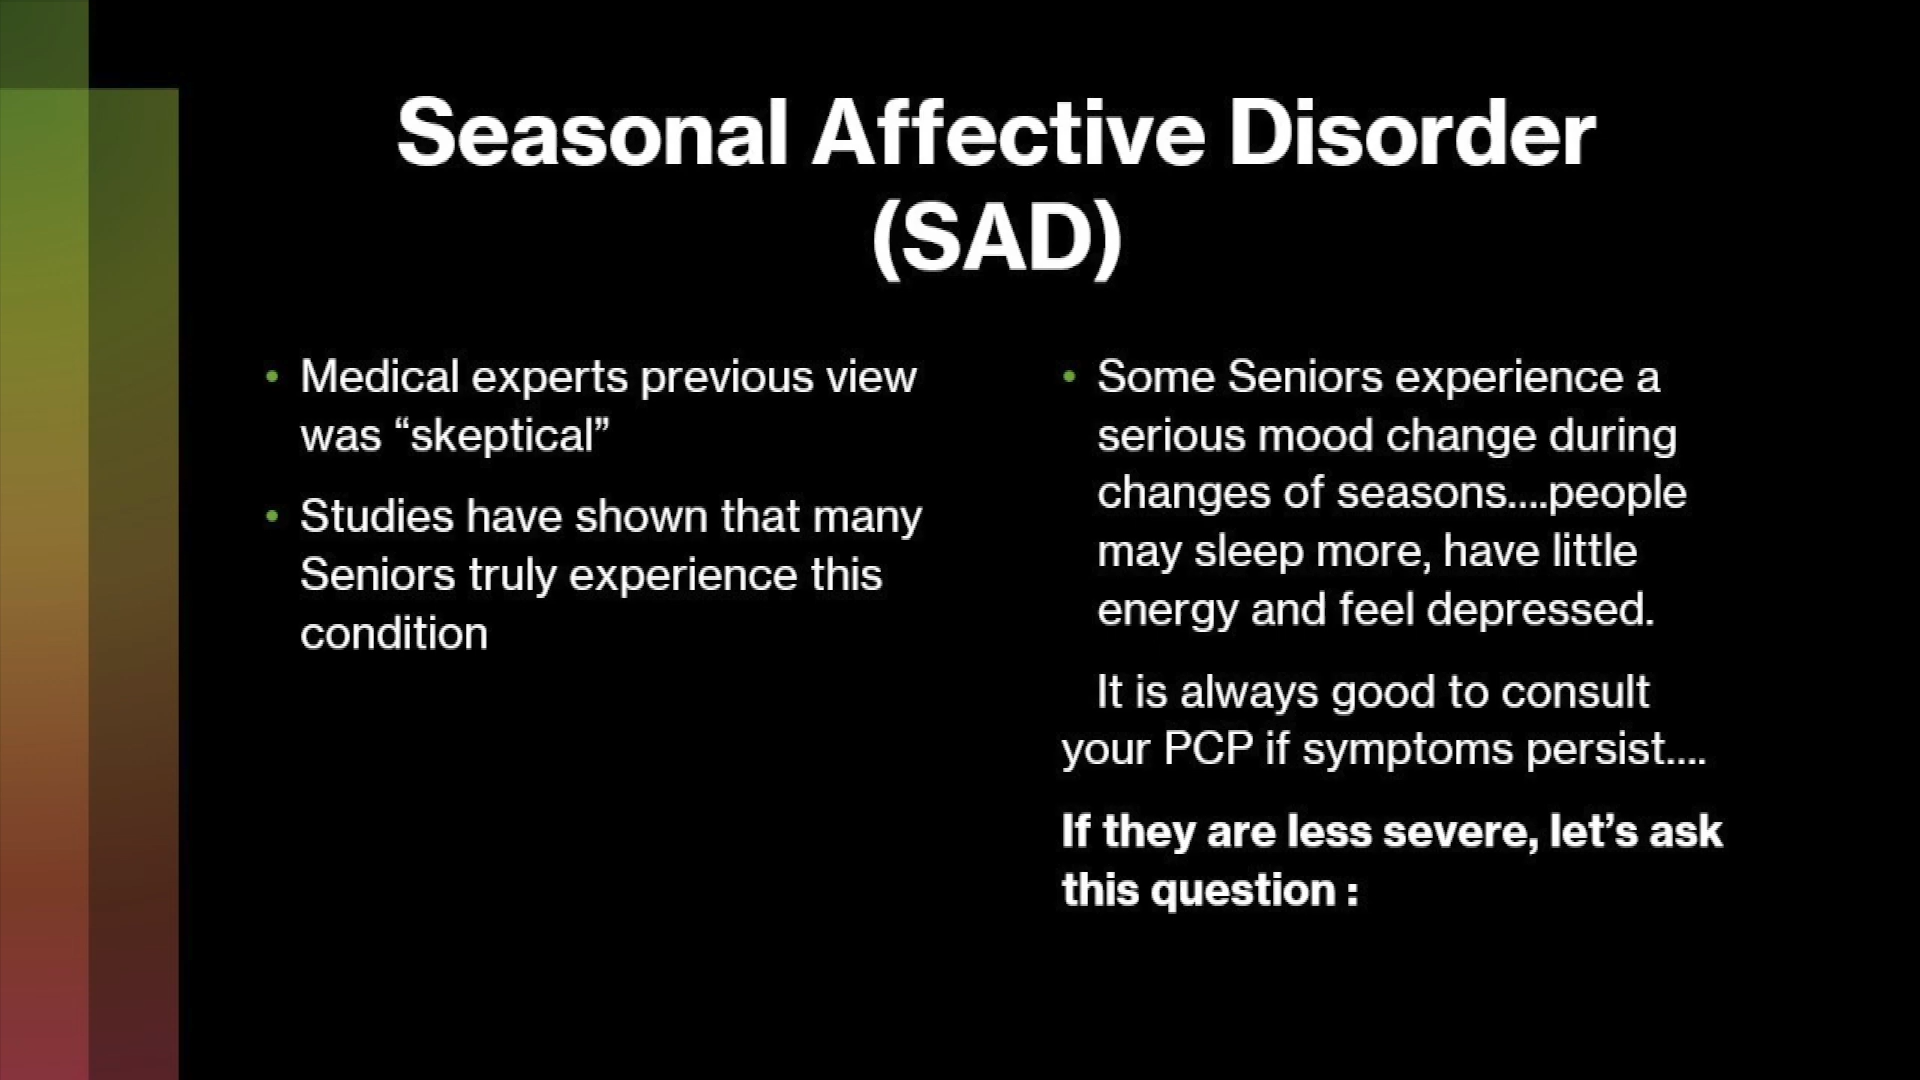 Seasonal Affective Disorder
(SAD)
• Medical experts previous view
was “skeptical”
• Studies have shown that many
Seniors truly experience this
condition
• Some Seniors experience a
serious mood change during
changes of seasons....people
may sleep more, have little
energy and feel depressed.
It is always good to consult
your PCP if symptoms persist....
If they are less severe, let’s ask
this question :